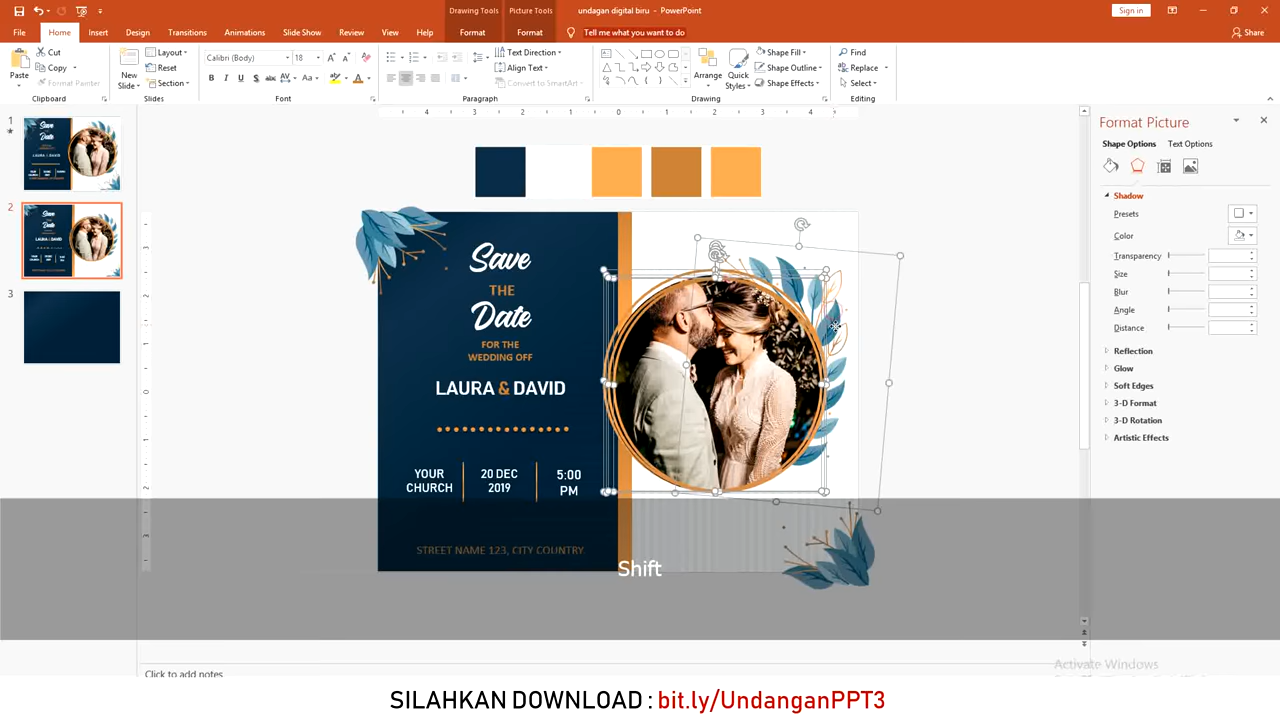 Drawing Tools
Picture Tools
undagan digital biru – PowerPoint
Sign in
File
Home
Insert
Design
Transitions
Animations
Slide Show
Review
View
Help
Format
Format
Tell me what you want to do
Share
Paste
Cut
Copy
Format Painter
Clipboard
New
Slide
Layout
Reset
Section
Slides
Calibri (Body)
18
Font
Text Direction
Align Text
Convert to SmartArt
Paragraph
Arrange
Quick
Styles
Shape Fill
Shape Outline
Shape Effects
Drawing
Find
Replace
Select
Editing
1
2
3
Save
THE
Date
FOR THE
WEDDING OFF
LAURA & DAVID
YOUR
CHURCH
20 DEC
2019
5:00
PM
STREET NAME 123, CITY COUNTRY.
Shift
Format Picture
Shape Options
Text Options
Shadow
Presets
Color
Transparency
Size
Blur
Angle
Distance
Reflection
Glow
Soft Edges
3-D Format
3-D Rotation
Artistic Effects
Click to add notes
Activate Windows
SILAHKAN DOWNLOAD : bit.ly/UndanganPPT3